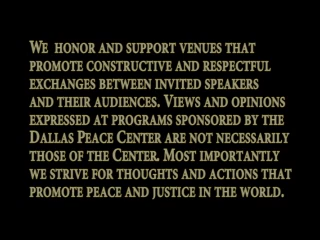 We honor and support venues that
promote constructive and respectful
exchanges between invited speakers
and their audiences. Views and opinions
expressed at programs sponsored by the
Dallas Peace Center are not necessarily
those of the Center. Most importantly
we strive for thoughts and actions that
promote peace and justice in the world.